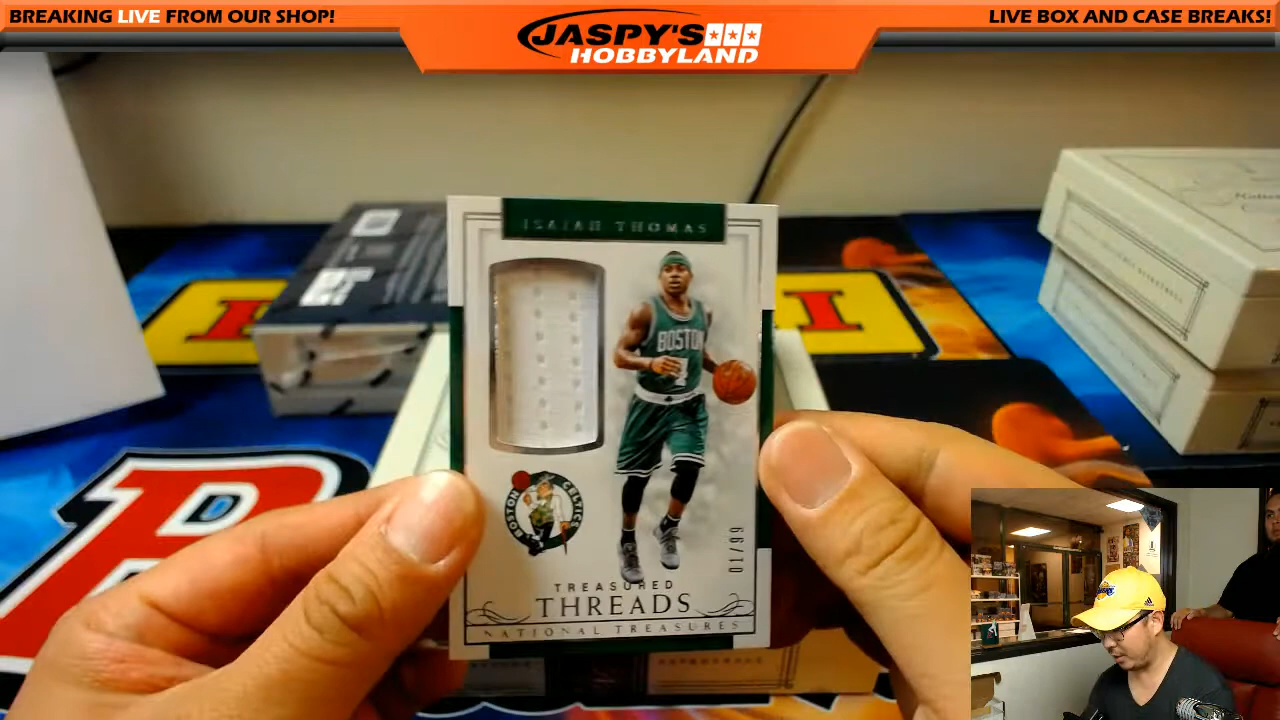 BREAKING LIVE FROM OUR SHOP!
JASPY'S
HOBBYLAND
LIVE BOX AND CASE BREAKS!
ISAIAH THOMAS
BOSTON
4
BOSTON CELTICS
01/99
TREASURED
THREADS
NATIONAL TREASURES